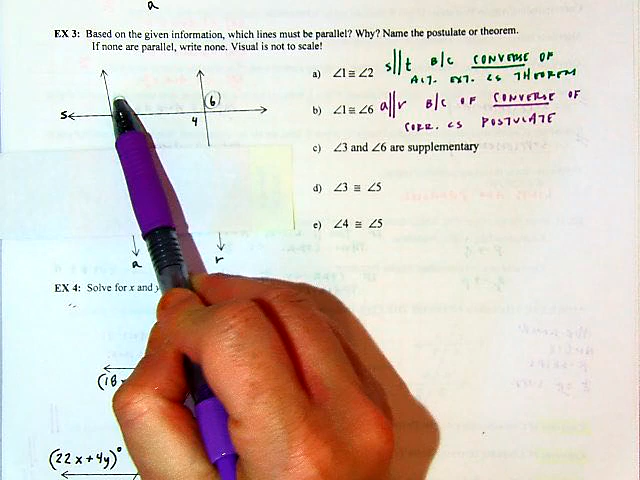 a
EX 3: Based on the given information, which lines must be parallel? Why? Name the postulate or theorem.
If none are parallel, write none. Visual is not to scale!
a) ∠1 ≅ ∠2 s||t B/C CONVERSE OF
ALT. EXT. ∠S THEOREM
b) ∠1 ≅ ∠6 a||r B/C OF CONVERSE OF
CORR. ∠S POSTULATE
c) ∠3 and ∠6 are supplementary
d) ∠3 ≅ ∠5
e) ∠4 ≅ ∠5
6
s
4
a
r
EX 4: Solve for x and
(18
(22x+4y)°